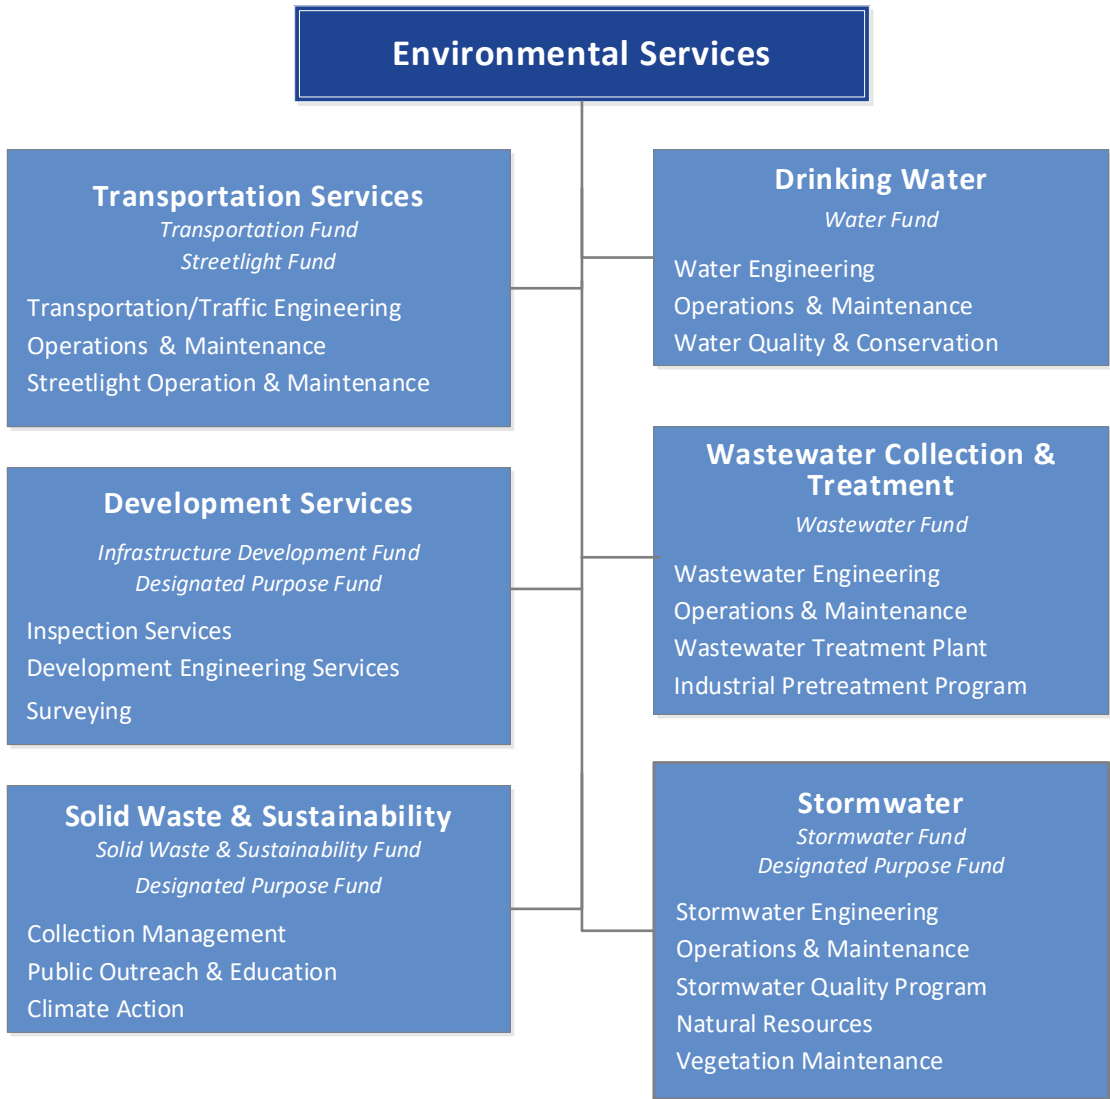 Environmental Services
Transportation Services
Transportation Fund
Streetlight Fund
Transportation/Traffic Engineering
Operations & Maintenance
Streetlight Operation & Maintenance
Development Services
Infrastructure Development Fund
Designated Purpose Fund
Inspection Services
Development Engineering Services
Surveying
Solid Waste & Sustainability
Solid Waste & Sustainability Fund
Designated Purpose Fund
Collection Management
Public Outreach & Education
Climate Action
Drinking Water
Water Fund
Water Engineering
Operations & Maintenance
Water Quality & Conservation
Wastewater Collection &
Treatment
Wastewater Fund
Wastewater Engineering
Operations & Maintenance
Wastewater Treatment Plant
Industrial Pretreatment Program
Stormwater
Stormwater Fund
Designated Purpose Fund
Stormwater Engineering
Operations & Maintenance
Stormwater Quality Program
Natural Resources
Vegetation Maintenance